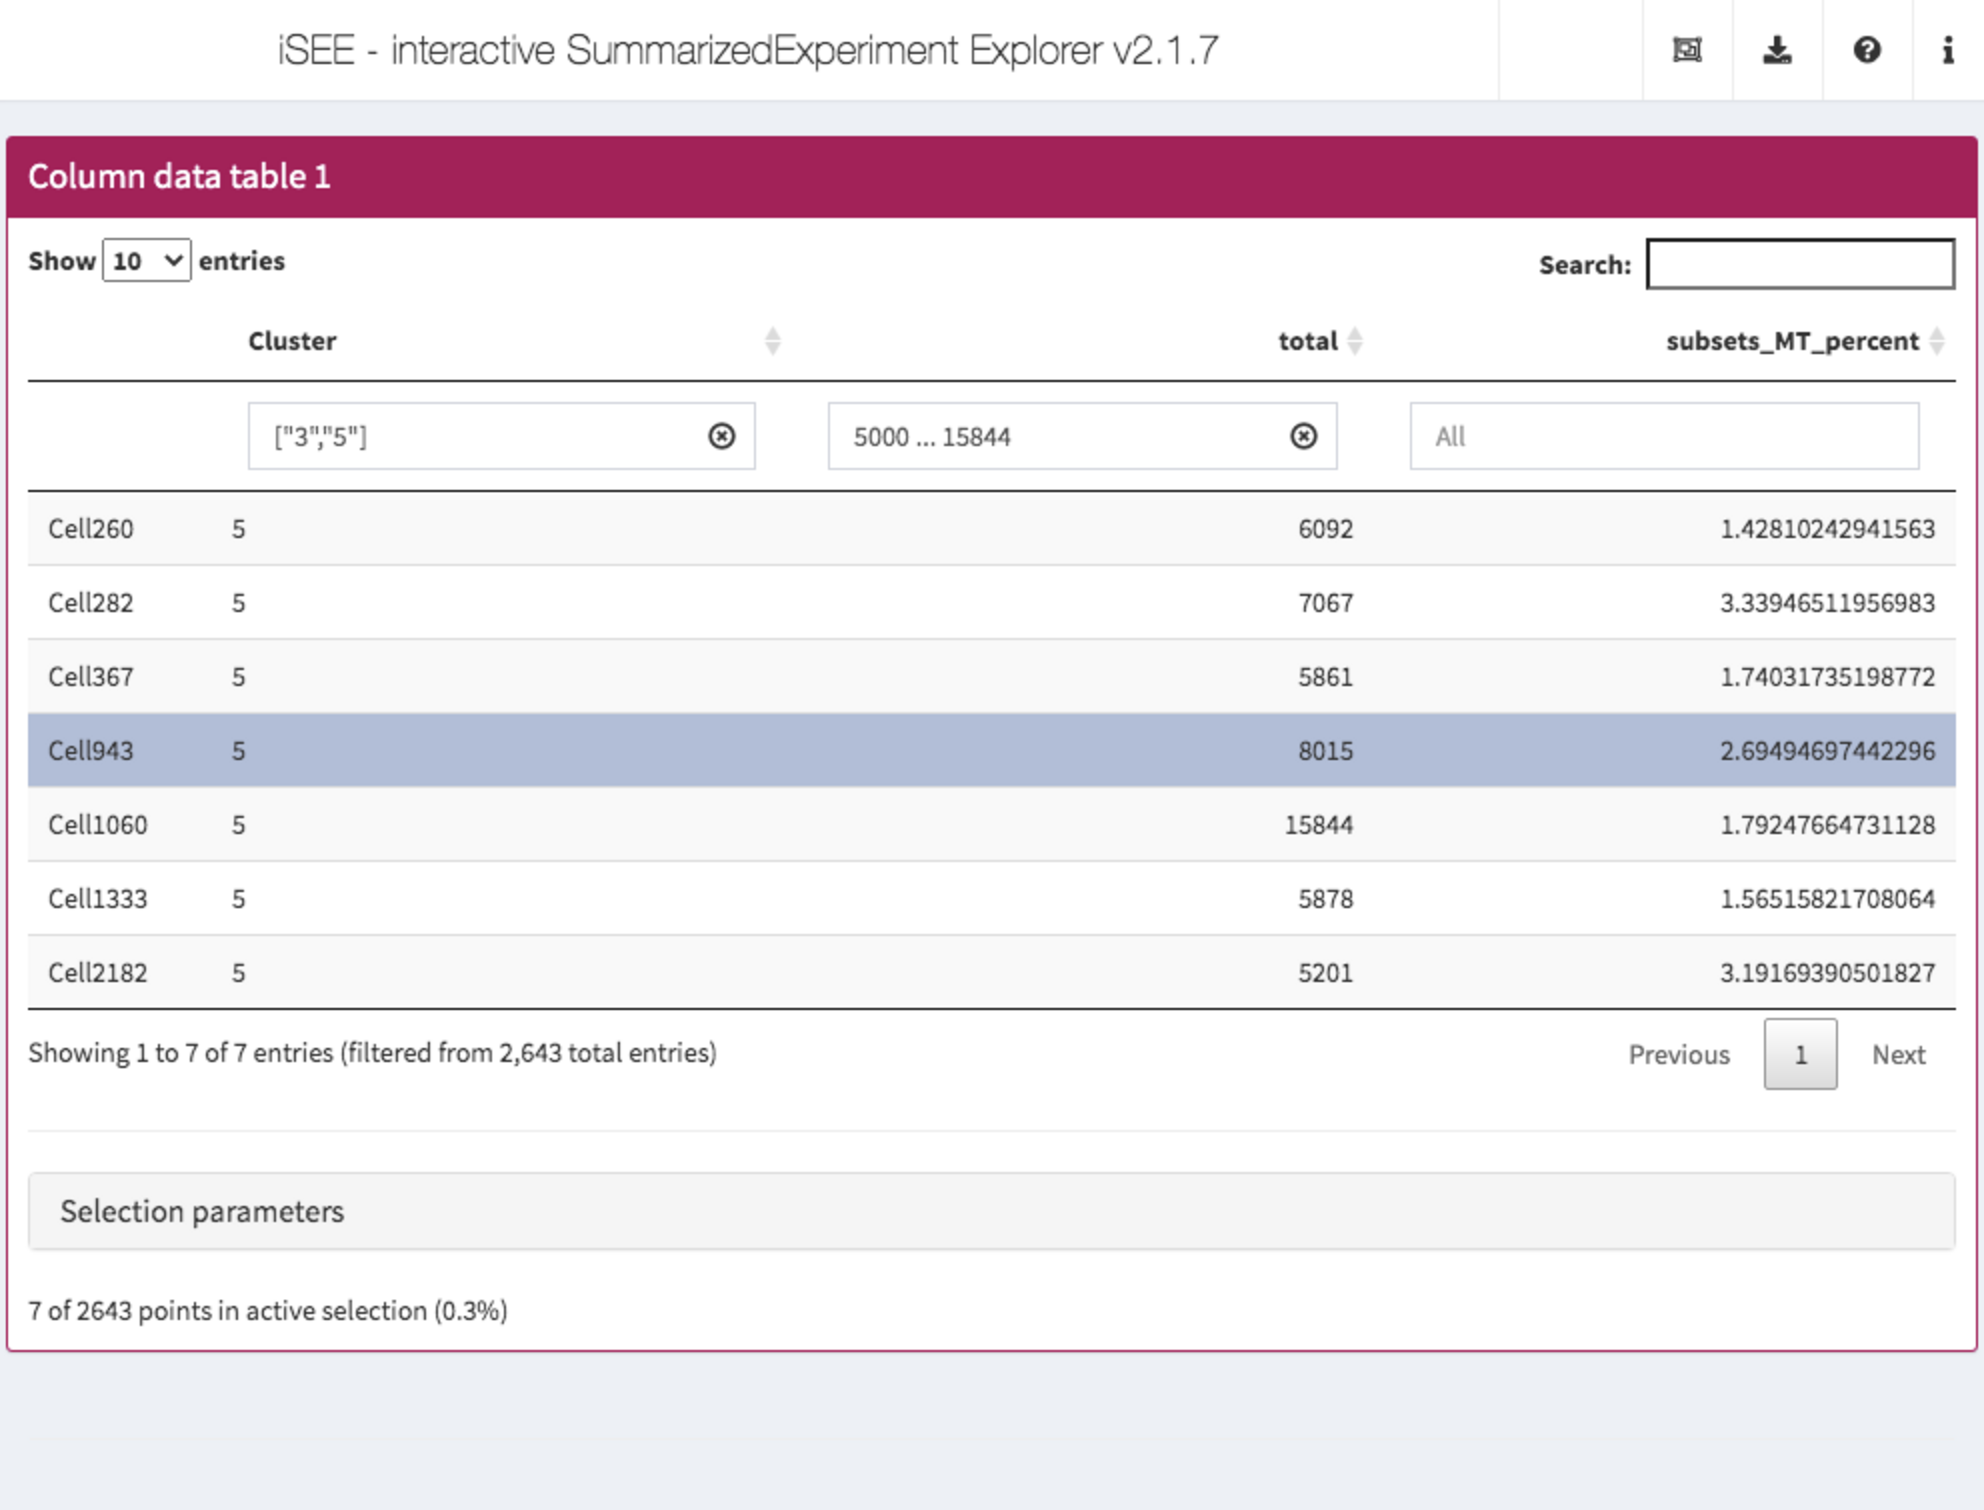 iSEE - interactive SummarizedExperiment Explorer v2.1.7
Column data table 1
Show 10 entries Search:
Cluster total subsets_MT_percent
["3","5"] 5000 ... 15844 All
Cell260 5 6092 1.42810242941563
Cell282 5 7067 3.33946511956983
Cell367 5 5861 1.74031735198772
Cell943 5 8015 2.69494697442296
Cell1060 5 15844 1.79247664731128
Cell1333 5 5878 1.56515821708064
Cell2182 5 5201 3.19169390501827
Showing 1 to 7 of 7 entries (filtered from 2,643 total entries) Previous 1 Next
Selection parameters
7 of 2643 points in active selection (0.3%)